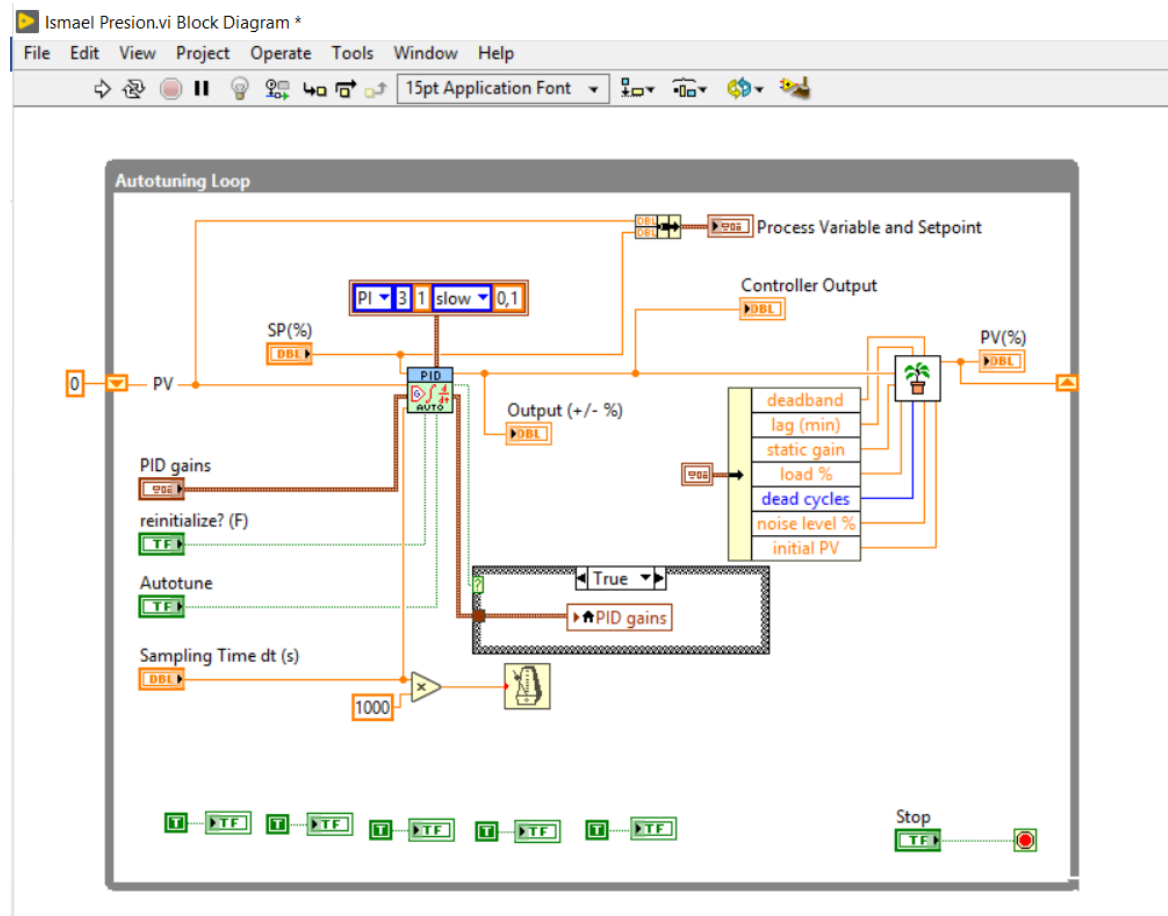 Ismael Presion.vi Block Diagram *
File Edit View Project Operate Tools Window Help
15pt Application Font
Autotuning Loop
DBL
DBL
Process Variable and Setpoint
PI 3 1 slow 0,1
Controller Output
DBL
SP(%)
DBL
PV(%)
DBL
0
PV
PID
AUTO
Output (+/- %)
DBL
deadband
lag (min)
static gain
load %
dead cycles
noise level %
initial PV
PID gains
reinitialize? (F)
TF
Autotune
TF
True
?
PID gains
Sampling Time dt (s)
DBL
x
1000
T TF T TF T TF T TF T TF
Stop
TF